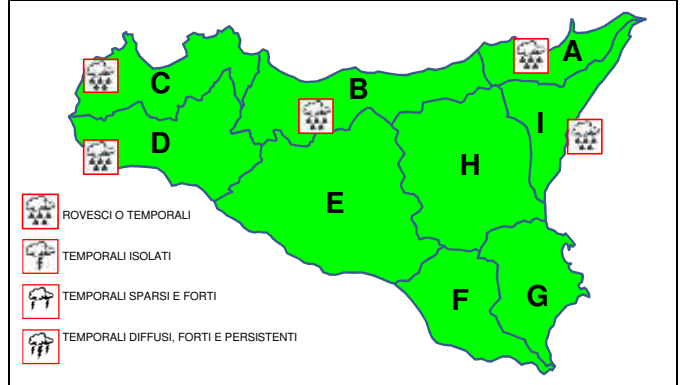 A
B
C
I
D
H
E
F
G
ROVESCI O TEMPORALI
TEMPORALI ISOLATI
TEMPORALI SPARSI E FORTI
TEMPORALI DIFFUSI, FORTI E PERSISTENTI